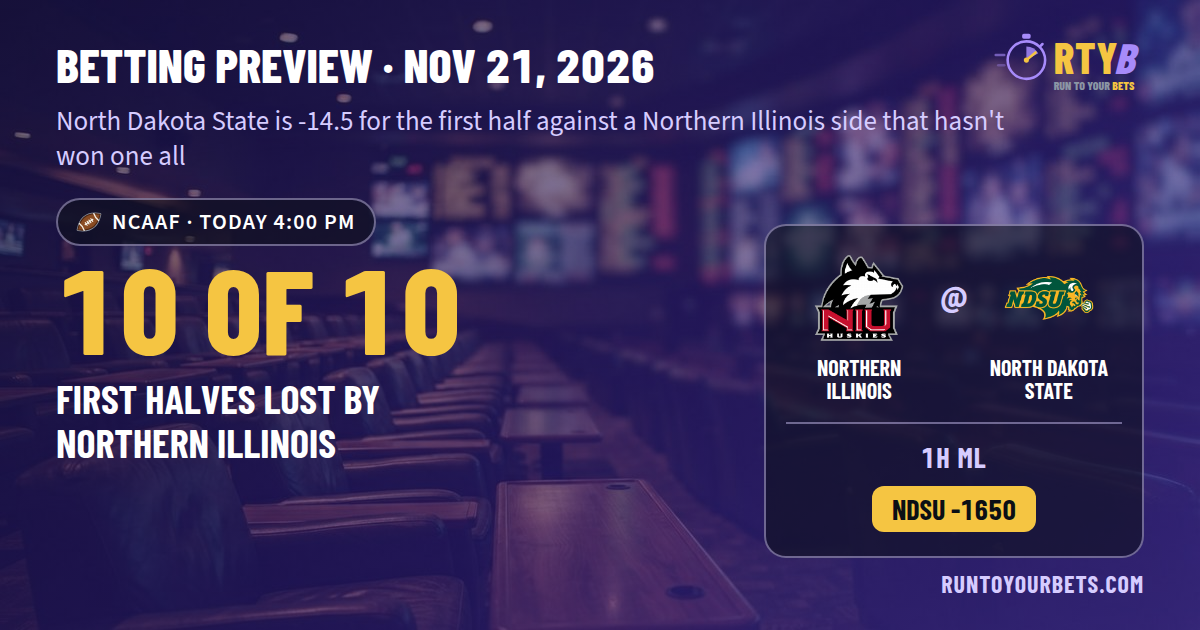 BETTING PREVIEW · NOV 21, 2026
RTYB
RUN TO YOUR BETS
North Dakota State is -14.5 for the first half against a Northern Illinois side that hasn't
won one all
NCAAF · TODAY 4:00 PM
10 OF 10
FIRST HALVES LOST BY
NORTHERN ILLINOIS
NIU
HUSKIES
@
NDSU
NORTHERN
ILLINOIS
NORTH DAKOTA
STATE
1H ML
NDSU -1650
RUNTOYOURBETS.COM